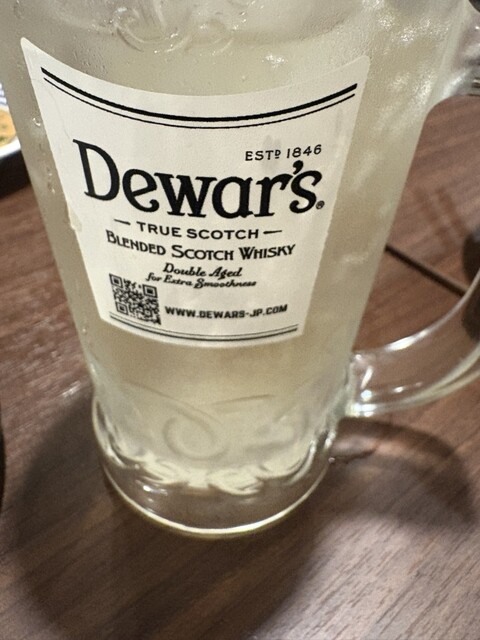 ESTD 1846
Dewar's®
TRUE SCOTCH
BLENDED SCOTCH WHISKY
Double Aged
for Extra Smoothness
WWW.DEWARS-JP.COM